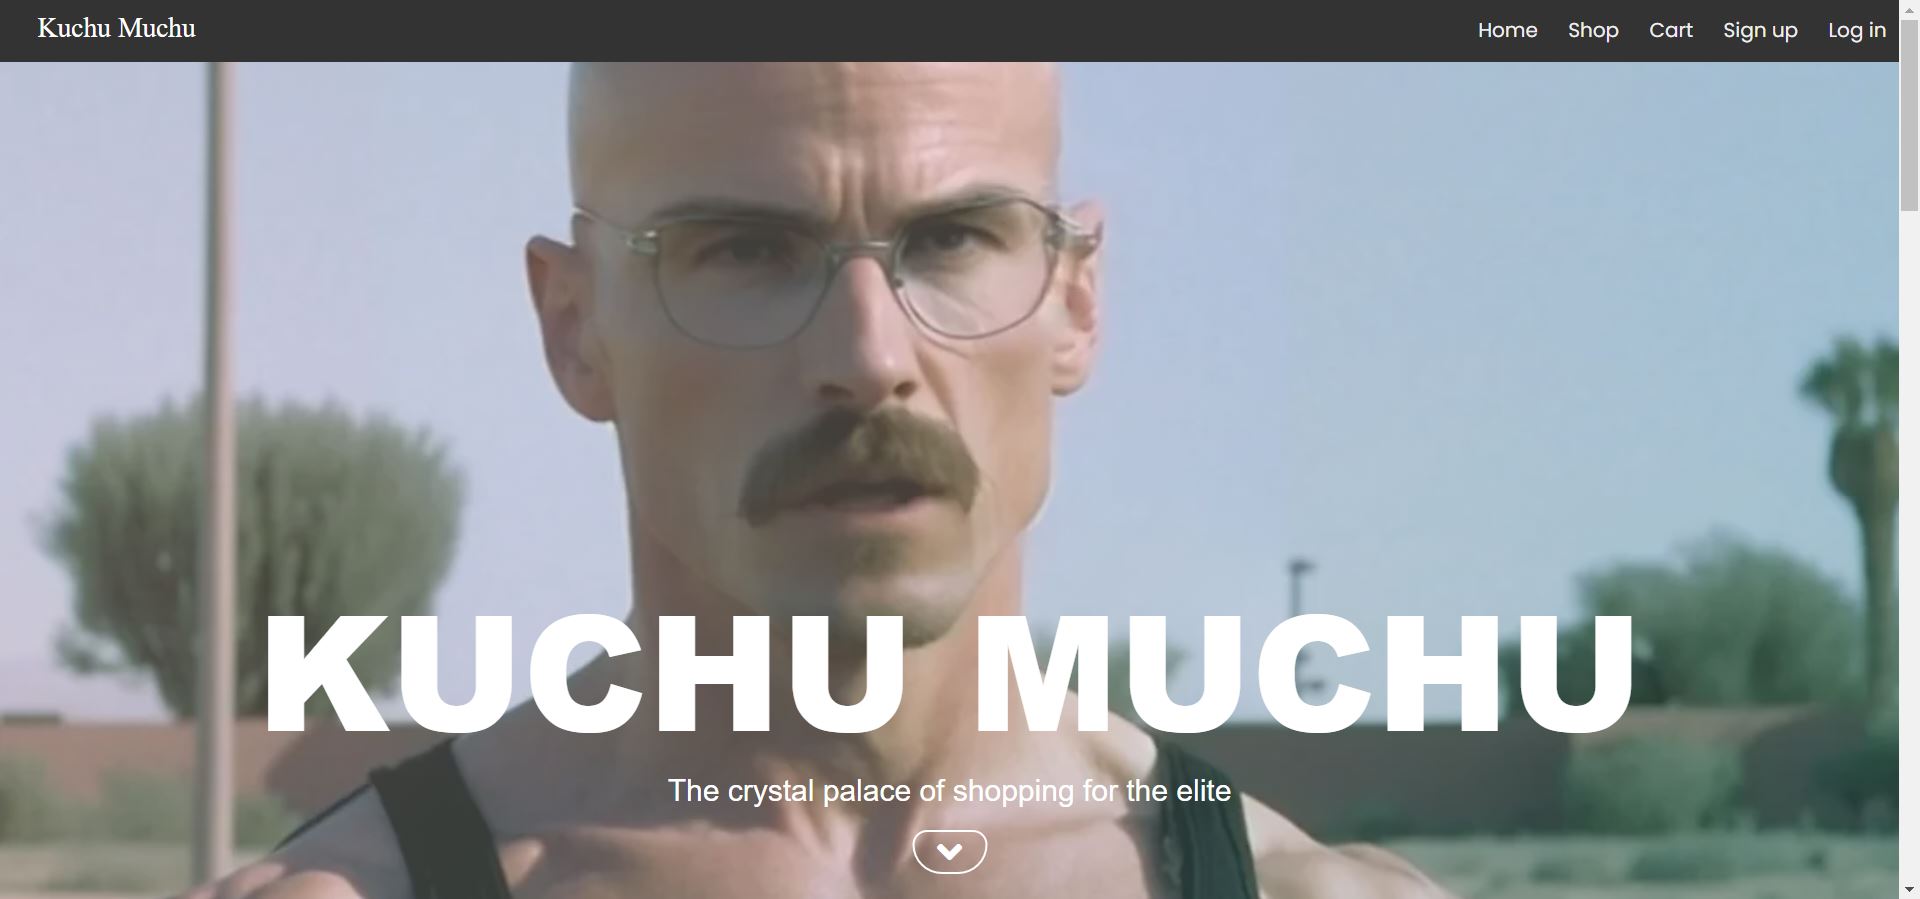 Kuchu Muchu
Home Shop Cart Sign up Log in
KUCHU MUCHU
The crystal palace of shopping for the elite